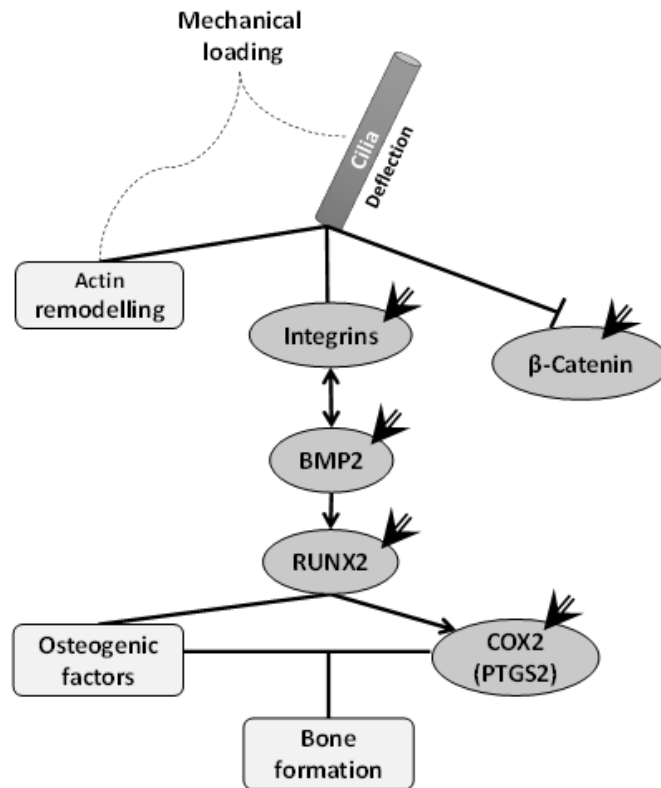 Mechanical
loading
Cilia
Deflection
Actin
remodelling
Integrins
β-Catenin
BMP2
RUNX2
Osteogenic
factors
COX2
(PTGS2)
Bone
formation